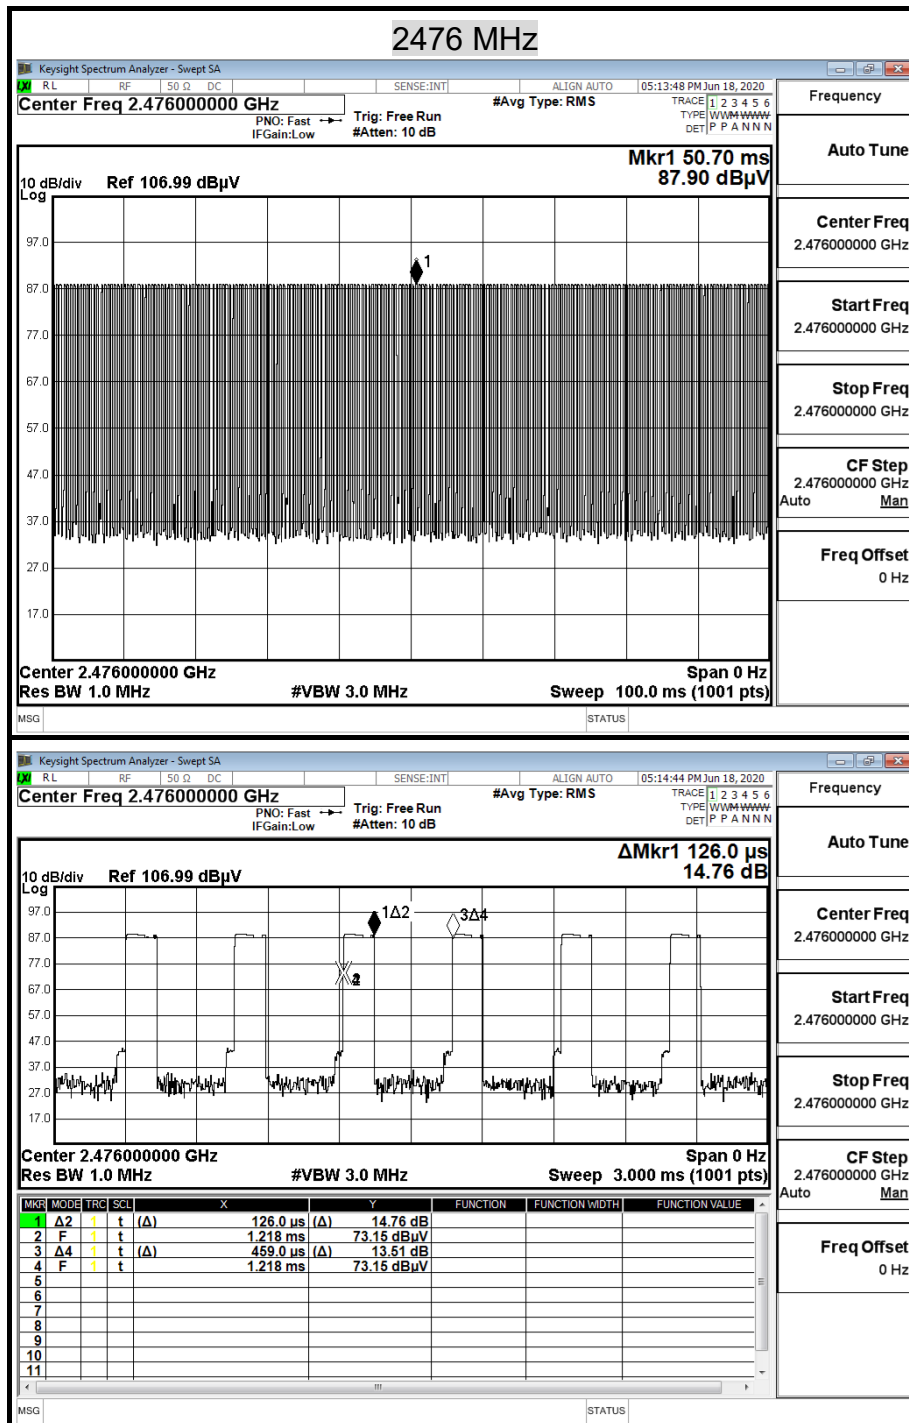 2476 MHz
Keysight Spectrum Analyzer - Swept SA
LXI RL RF 50 Ω DC SENSE:INT ALIGN AUTO 05:13:48 PM Jun 18, 2020
Center Freq 2.476000000 GHz #Avg Type: RMS TRACE 1 2 3 4 5 6
PNO: Fast Trig: Free Run TYPE WWMWWWW
IFGain:Low #Atten: 10 dB DET P P A N N N
Frequency
Auto Tune
Center Freq
2.476000000 GHz
Start Freq
2.476000000 GHz
Stop Freq
2.476000000 GHz
CF Step
2.476000000 GHz
Auto Man
Freq Offset
0 Hz
Mkr1 50.70 ms
10 dB/div Ref 106.99 dBµV 87.90 dBµV
Log
97.0
1
87.0
77.0
67.0
57.0
47.0
37.0
27.0
17.0
Center 2.476000000 GHz Span 0 Hz
Res BW 1.0 MHz #VBW 3.0 MHz Sweep 100.0 ms (1001 pts)
MSG STATUS
Keysight Spectrum Analyzer - Swept SA
LXI RL RF 50 Ω DC SENSE:INT ALIGN AUTO 05:14:44 PM Jun 18, 2020
Center Freq 2.476000000 GHz #Avg Type: RMS TRACE 1 2 3 4 5 6
PNO: Fast Trig: Free Run TYPE WWMWWWW
IFGain:Low #Atten: 10 dB DET P P A N N N
Frequency
Auto Tune
Center Freq
2.476000000 GHz
Start Freq
2.476000000 GHz
Stop Freq
2.476000000 GHz
CF Step
2.476000000 GHz
Auto Man
Freq Offset
0 Hz
ΔMkr1 126.0 µs
10 dB/div Ref 106.99 dBµV 14.76 dB
Log
97.0
1Δ2 3Δ4
87.0
77.0
67.0
57.0
47.0
37.0
27.0
17.0
Center 2.476000000 GHz Span 0 Hz
Res BW 1.0 MHz #VBW 3.0 MHz Sweep 3.000 ms (1001 pts)
MKR MODE TRC SCL X Y FUNCTION FUNCTION WIDTH FUNCTION VALUE
1 Δ2 1 t (Δ) 126.0 µs (Δ) 14.76 dB
2 F 1 t 1.218 ms 73.15 dBµV
3 Δ4 1 t (Δ) 459.0 µs (Δ) 13.51 dB
4 F 1 t 1.218 ms 73.15 dBµV
5
6
7
8
9
10
11
MSG STATUS